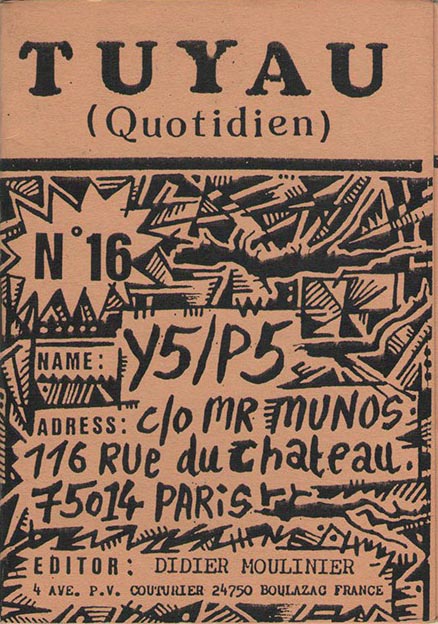 TUYAU
(Quotidien)
N°16
NAME: Y5/P5
ADRESS: c/o MR MUNOS.
116 RUe du chateau.
75014 PARIS
EDITOR: DIDIER MOULINIER
4 AVE. P.V. COUTURIER 24750 BOULAZAC FRANCE